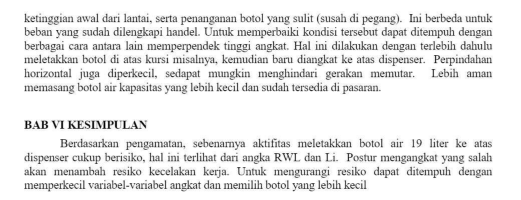 ketinggian awal dari lantai, serta penanganan botol yang sulit (susah di pegang). Ini berbeda untuk
beban yang sudah dilengkapi handel. Untuk memperbaiki kondisi tersebut dapat ditempuh dengan
berbagai cara antara lain memperpendek tinggi angkat. Hal ini dilakukan dengan terlebih dahulu
meletakkan botol di atas kursi misalnya, kemudian baru diangkat ke atas dispenser. Perpindahan
horizontal juga diperkecil, sedapat mungkin menghindari gerakan memutar. Lebih aman
memasang botol air kapasitas yang lebih kecil dan sudah tersedia di pasaran.
BAB VI KESIMPULAN
Berdasarkan pengamatan, sebenarnya aktifitas meletakkan botol air 19 liter ke atas
dispenser cukup berisiko, hal ini terlihat dari angka RWL dan Li. Postur mengangkat yang salah
akan menambah resiko kecelakan kerja. Untuk mengurangi resiko dapat ditempuh dengan
memperkecil variabel-variabel angkat dan memilih botol yang lebih kecil